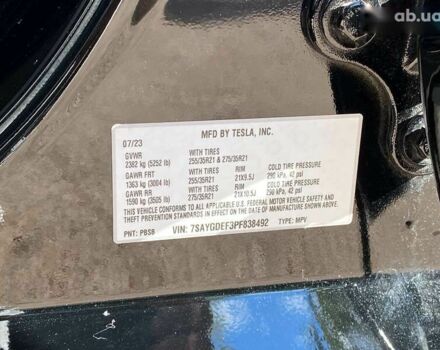 ab.ua
MFD BY TESLA, INC.
07/23
GVWR WITH TIRES
2382 kg (5252 lb) 255/35R21 & 275/35R21
GAWR FRT WITH TIRES RIM COLD TIRE PRESSURE
1363 kg (3004 lb) 255/35R21 21X9.5J 290 kPa, 42 psi
GAWR RR WITH TIRES RIM COLD TIRE PRESSURE
1590 kg (3505 lb) 275/35R21 21X10.5J 290 kPa, 42 psi
THIS VEHICLE CONFORMS TO ALL APPLICABLE U.S. FEDERAL MOTOR VEHICLE SAFETY AND
THEFT PREVENTION STANDARDS IN EFFECT ON THE DATE OF MANUFACTURE SHOWN ABOVE.
PNT: PBSB VIN: 7SAYGDEF3PF838492 TYPE: MPV